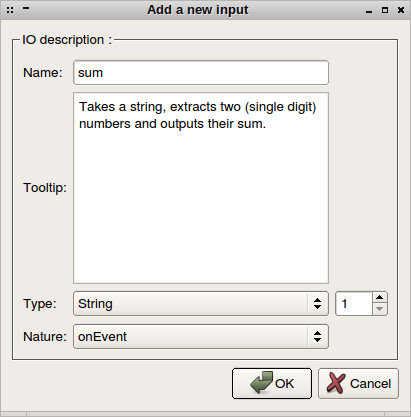 Add a new input
IO description :
Name: sum
Takes a string, extracts two (single digit)
numbers and outputs their sum.
Tooltip:
Type: String 1
Nature: onEvent
OK Cancel